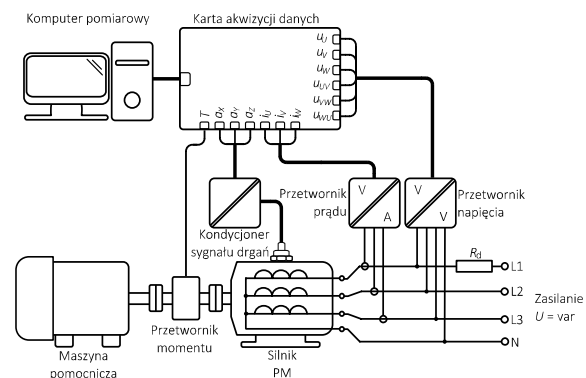 Komputer pomiarowy
Karta akwizycji danych
uU
uV
uW
uUV
uVW
uWU
T
aX
aY
aZ
iU
iV
iW
Przetwornik
prądu
V
A
V
V
Przetwornik
napięcia
Kondycjoner
sygnału drgań
Rd
L1
L2
L3
N
Zasilanie
U = var
Maszyna
pomocnicza
Przetwornik
momentu
Silnik
PM